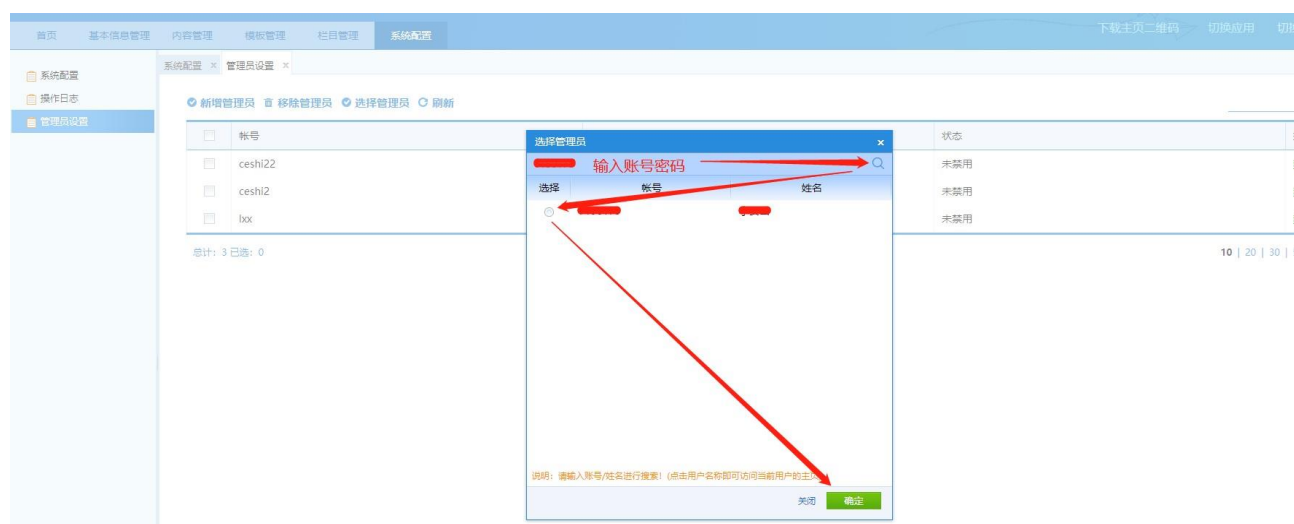 首页 基本信息管理 内容管理 模板管理 栏目管理 系统配置 下载主页二维码 切换应用
系统配置 系统配置 × 管理员设置 ×
操作日志
管理员设置
新增管理员 移除管理员 选择管理员 刷新
帐号 状态
ceshi22 未禁用
ceshi2 未禁用
lxx 未禁用
总计: 3 已选: 0 10 | 20 | 30 |
选择管理员 ×
输入账号密码
选择 帐号 姓名
说明: 请输入账号/姓名进行搜索! (点击用户名称即可访问当前用户的主页
关闭 确定